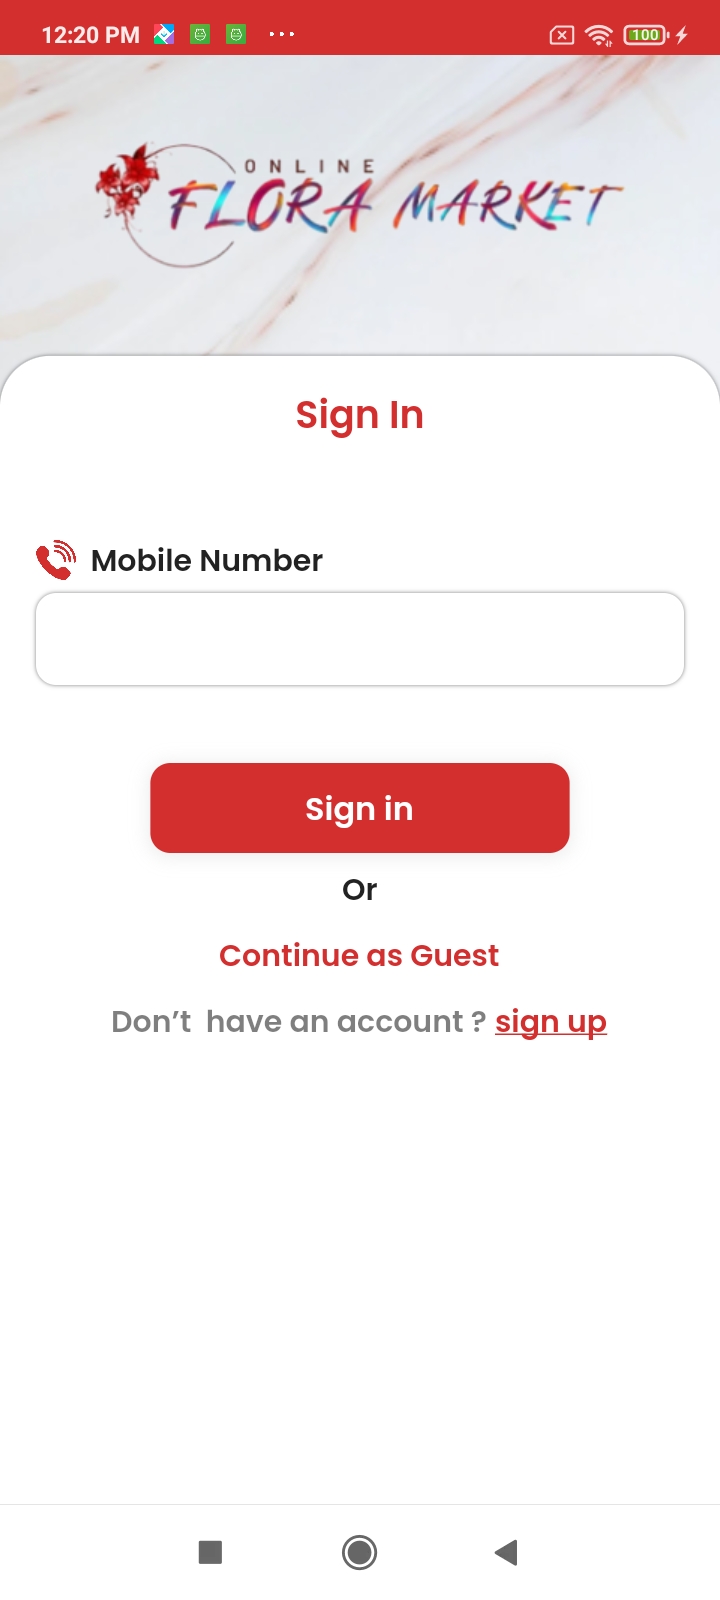 12:20 PM
100
ONLINE
FLORA MARKET
Sign In
Mobile Number
Sign in
Or
Continue as Guest
Don’t  have an account ? sign up